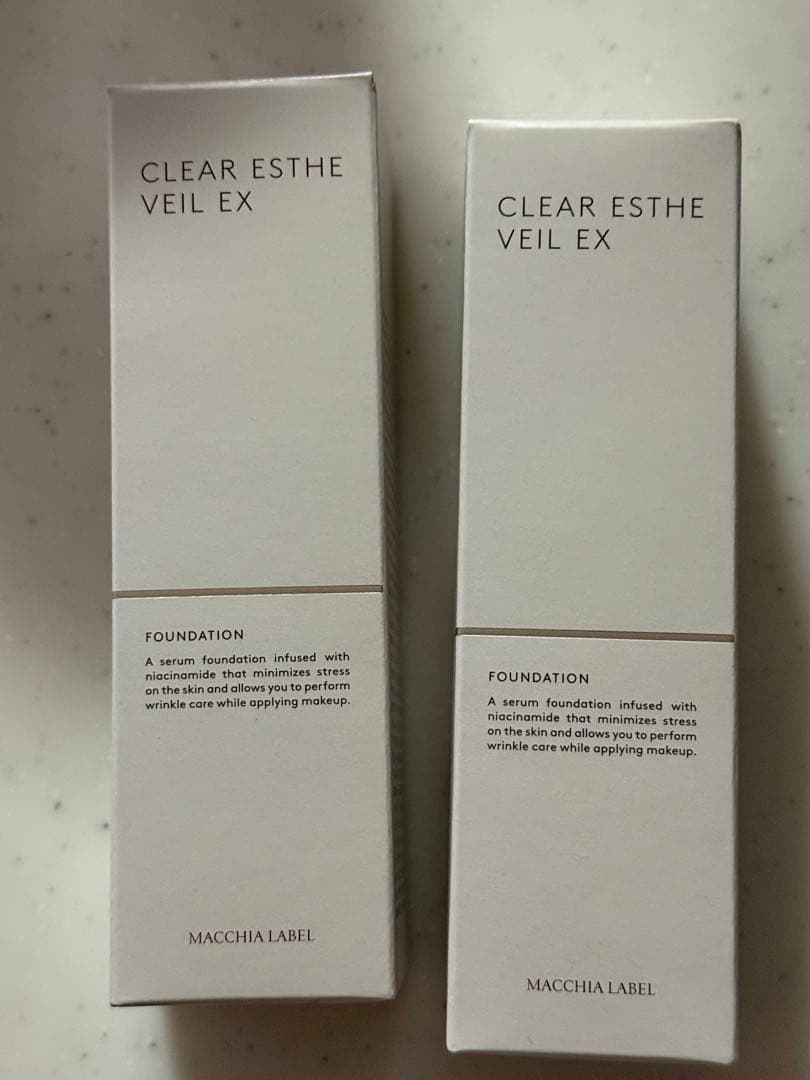 CLEAR ESTHE
VEIL EX
FOUNDATION
A serum foundation infused with
niacinamide that minimizes stress
on the skin and allows you to perform
wrinkle care while applying makeup.
MACCHIA LABEL
CLEAR ESTHE
VEIL EX
FOUNDATION
A serum foundation infused with
niacinamide that minimizes stress
on the skin and allows you to perform
wrinkle care while applying makeup.
MACCHIA LABEL